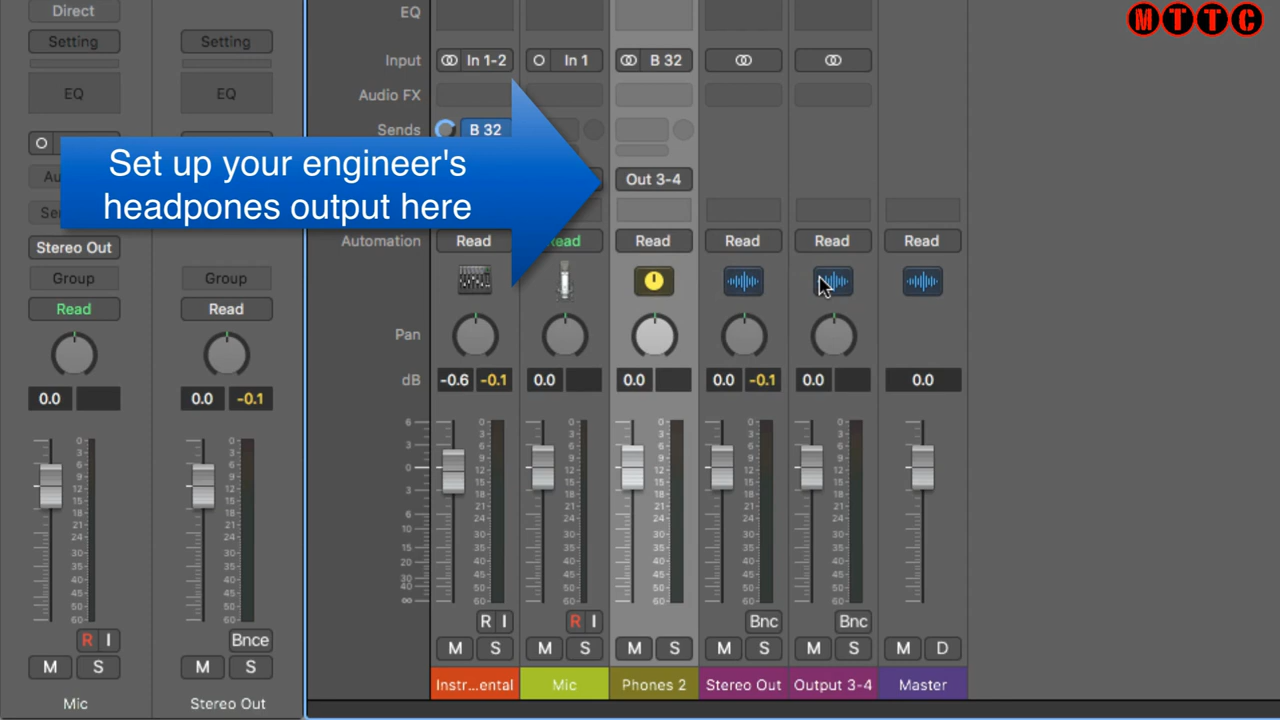 MTTC
Direct
Setting
Setting
EQ
EQ
EQ
Input
In 1-2
In 1
B 32
Audio FX
Sends
B 32
Set up your engineer's
headpones output here
Out 3-4
Stereo Out
Automation
Read
Read
Read
Read
Read
Group
Group
Read
Read
Pan
dB
-0.6 -0.1
0.0
0.0
0.0 -0.1
0.0
0.0
0.0
0.0 -0.1
R I
Bnce
M S
M S
Mic
Stereo Out
R I
R I
Bnc
Bnc
M S
M S
M S
M S
M S
M D
Instr...ental
Mic
Phones 2
Stereo Out
Output 3-4
Master